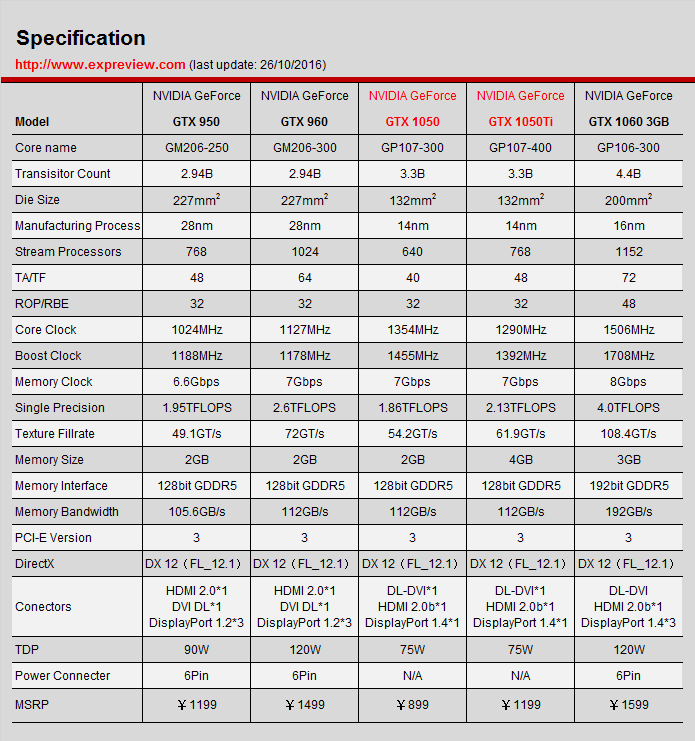 Specification
http://www.expreview.com (last update: 26/10/2016)
NVIDIA GeForce NVIDIA GeForce NVIDIA GeForce NVIDIA GeForce NVIDIA GeForce
Model GTX 950 GTX 960 GTX 1050 GTX 1050Ti GTX 1060 3GB
Core name GM206-250 GM206-300 GP107-300 GP107-400 GP106-300
Transisitor Count 2.94B 2.94B 3.3B 3.3B 4.4B
Die Size 227mm² 227mm² 132mm² 132mm² 200mm²
Manufacturing Process 28nm 28nm 14nm 14nm 16nm
Stream Processors 768 1024 640 768 1152
TA/TF 48 64 40 48 72
ROP/RBE 32 32 32 32 48
Core Clock 1024MHz 1127MHz 1354MHz 1290MHz 1506MHz
Boost Clock 1188MHz 1178MHz 1455MHz 1392MHz 1708MHz
Memory Clock 6.6Gbps 7Gbps 7Gbps 7Gbps 8Gbps
Single Precision 1.95TFLOPS 2.6TFLOPS 1.86TFLOPS 2.13TFLOPS 4.0TFLOPS
Texture Fillrate 49.1GT/s 72GT/s 54.2GT/s 61.9GT/s 108.4GT/s
Memory Size 2GB 2GB 2GB 4GB 3GB
Memory Interface 128bit GDDR5 128bit GDDR5 128bit GDDR5 128bit GDDR5 192bit GDDR5
Memory Bandwidth 105.6GB/s 112GB/s 112GB/s 112GB/s 192GB/s
PCI-E Version 3 3 3 3 3
DirectX DX 12（FL_12.1） DX 12（FL_12.1） DX 12（FL_12.1） DX 12（FL_12.1） DX 12（FL_12.1）
HDMI 2.0*1 HDMI 2.0*1 DL-DVI*1 DL-DVI*1 DL-DVI
Conectors DVI DL*1 DVI DL*1 HDMI 2.0b*1 HDMI 2.0b*1 HDMI 2.0b*1
DisplayPort 1.2*3 DisplayPort 1.2*3 DisplayPort 1.4*1 DisplayPort 1.4*1 DisplayPort 1.4*3
TDP 90W 120W 75W 75W 120W
Power Connecter 6Pin 6Pin N/A N/A 6Pin
MSRP ￥1199 ￥1499 ￥899 ￥1199 ￥1599